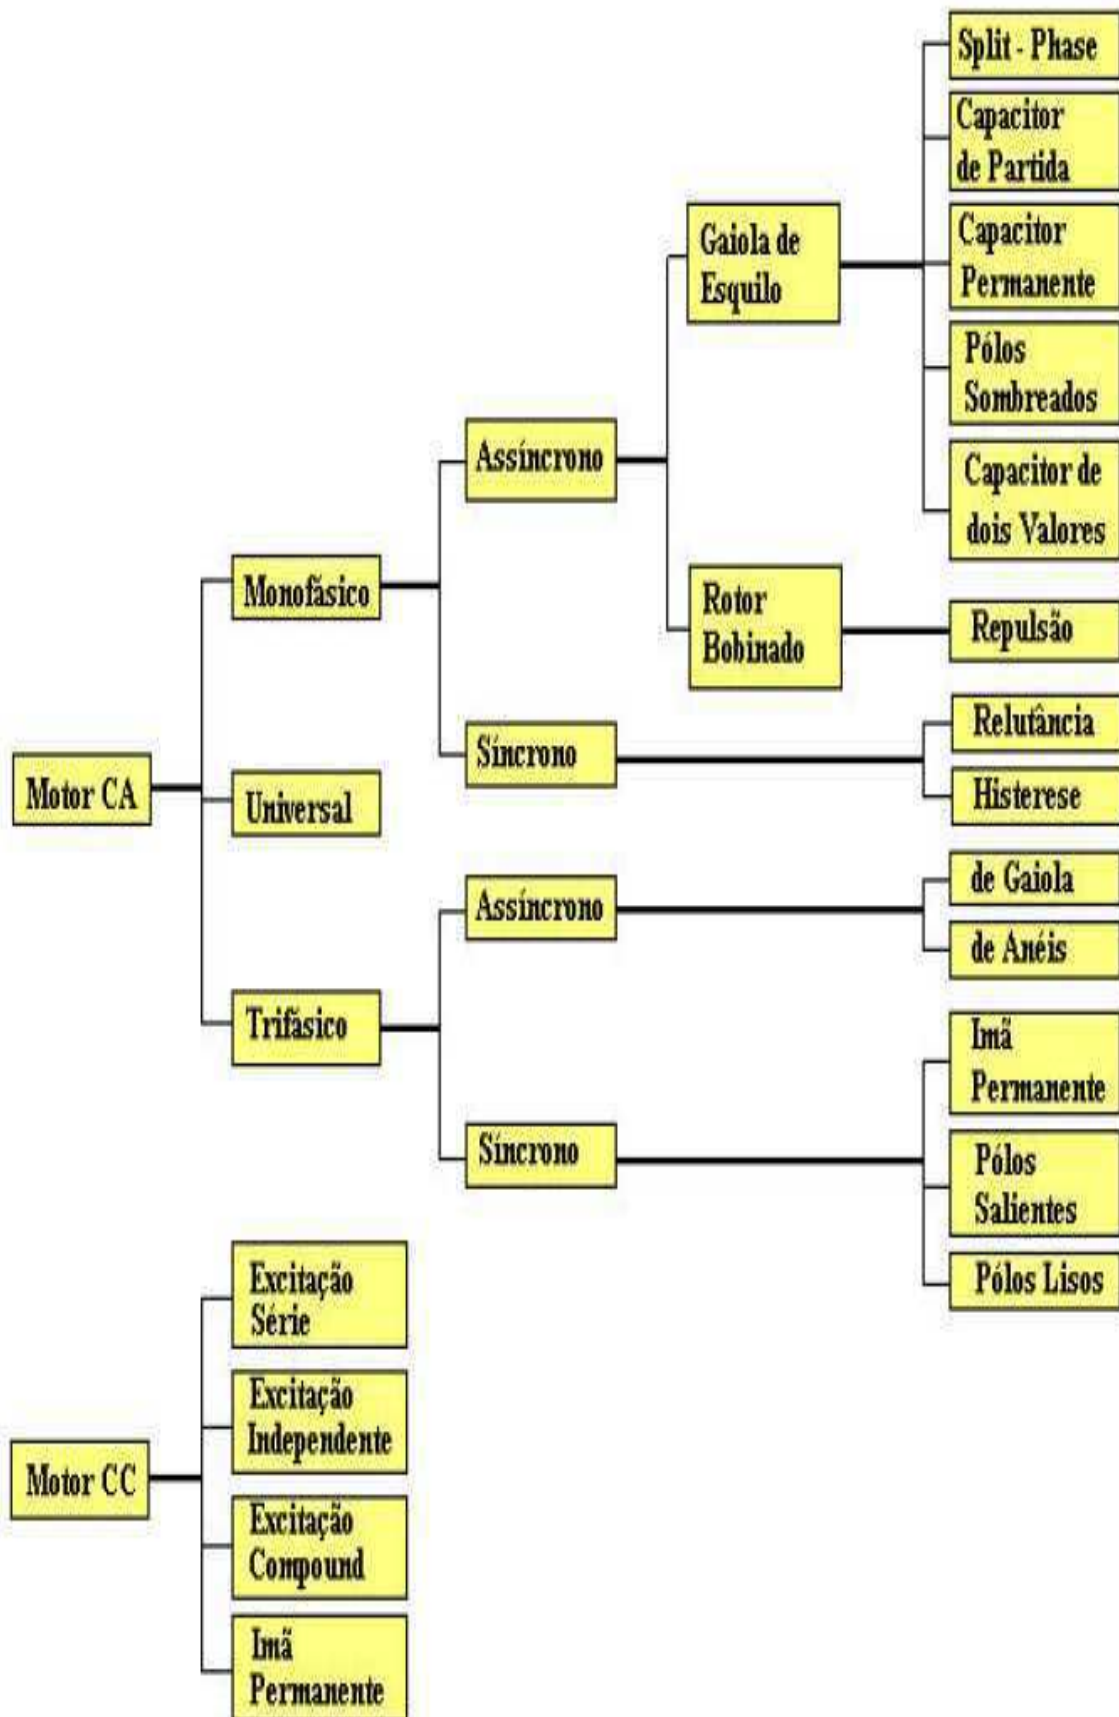 Split - Phase
Capacitor
de Partida
Gaiola de
Esquilo
Capacitor
Permanente
Pólos
Sombreados
Assíncrono
Capacitor de
dois Valores
Monofásico
Rotor
Bobinado
Repulsão
Síncrono
Relutância
Histerese
Motor CA
Universal
Assíncrono
de Gaiola
de Anéis
Trifásico
Imã
Permanente
Síncrono
Pólos
Salientes
Pólos Lisos
Excitação
Série
Excitação
Independente
Motor CC
Excitação
Compound
Imã
Permanente